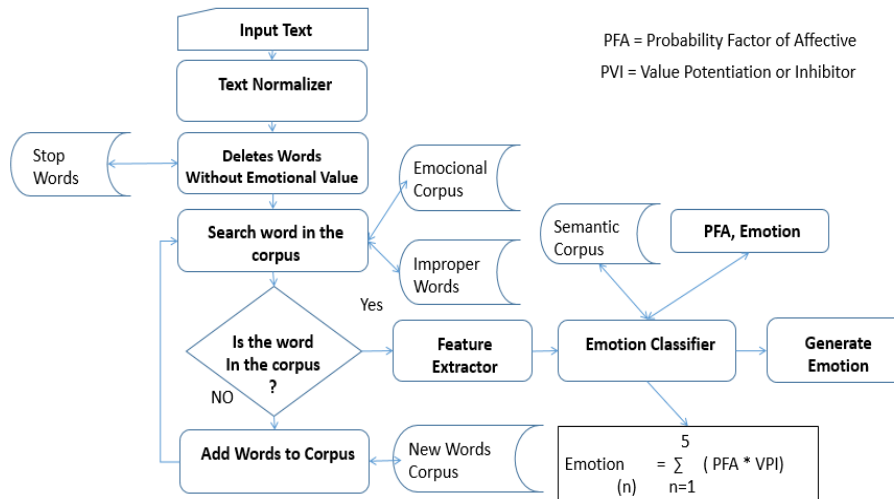 Input Text
PFA = Probability Factor of Affective
PVI = Value Potentiation or Inhibitor
Text Normalizer
Stop
Words
Deletes Words
Without Emotional Value
Emocional
Corpus
Search word in the
corpus
Semantic
Corpus
PFA, Emotion
Improper
Words
Yes
Is the word
In the corpus
?
Feature
Extractor
Emotion Classifier
Generate
Emotion
NO
Add Words to Corpus
New Words
Corpus
5
Emotion = ∑ ( PFA * VPI)
(n) n=1